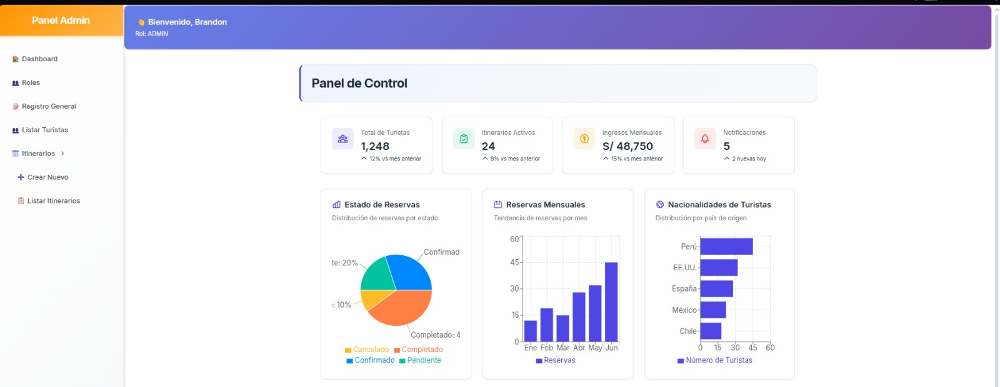 Panel Admin
👋 Bienvenido, Brandon
Rol: ADMIN
Dashboard
Roles
Registro General
Listar Turistas
Itinerarios
Crear Nuevo
Listar Itinerarios
Panel de Control
Total de Turistas
1,248
12% vs mes anterior
Itinerarios Activos
24
8% vs mes anterior
Ingresos Mensuales
S/ 48,750
15% vs mes anterior
Notificaciones
5
2 nuevas hoy
Estado de Reservas
Distribución de reservas por estado
Confirmad
te: 20%
: 10%
Completado: 4
Cancelado Completado
Confirmado Pendiente
Reservas Mensuales
Tendencia de reservas por mes
60
45
30
15
0
Ene Feb Mar Abr May Jun
Reservas
Nacionalidades de Turistas
Distribución por país de origen
Perú
EE.UU.
España
México
Chile
0 15 30 45 60
Número de Turistas